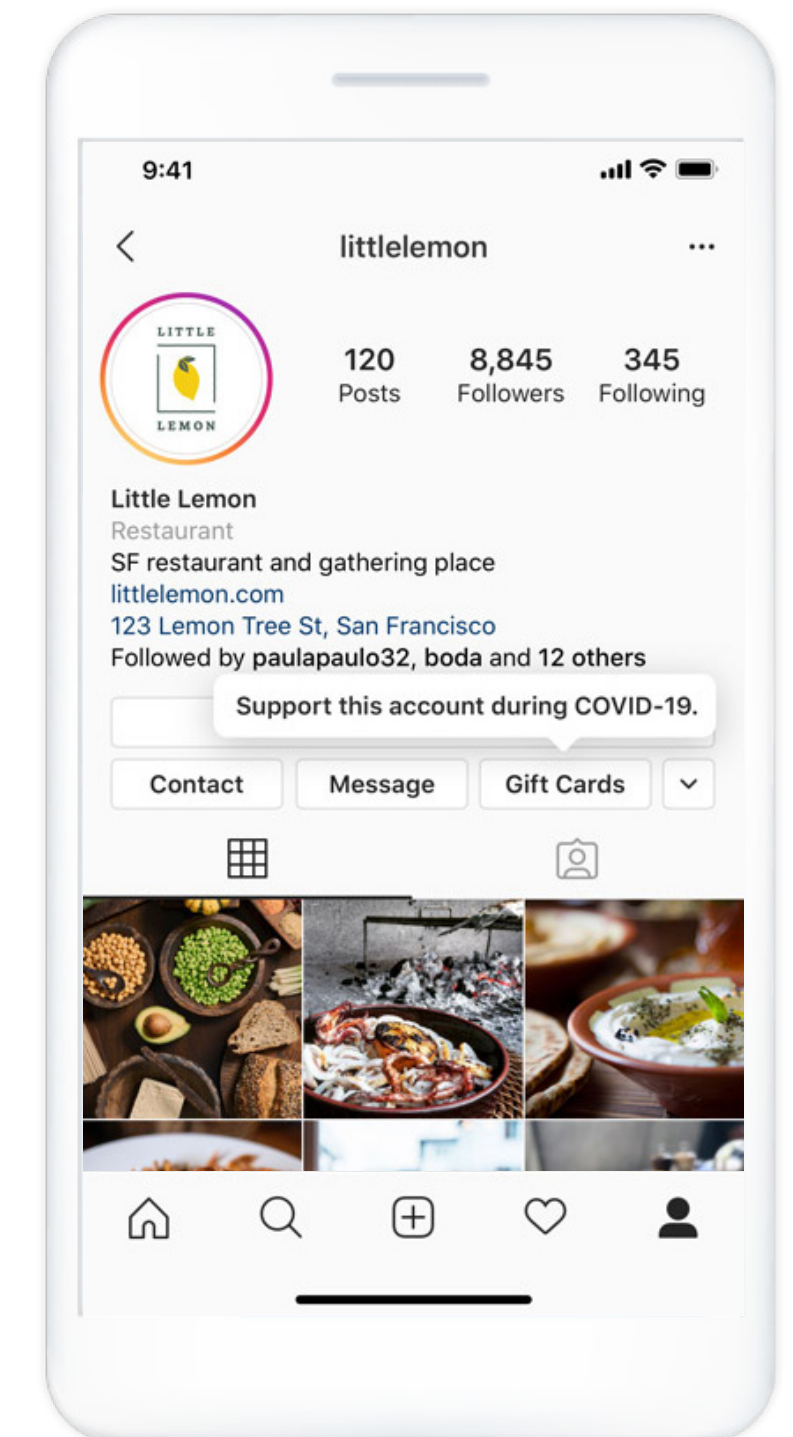 9:41
littlelemon
LITTLE
LEMON
120 8,845 345
Posts Followers Following
Little Lemon
Restaurant
SF restaurant and gathering place
littlelemon.com
123 Lemon Tree St, San Francisco
Followed by paulapaulo32, boda and 12 others
Support this account during COVID-19.
Contact Message Gift Cards